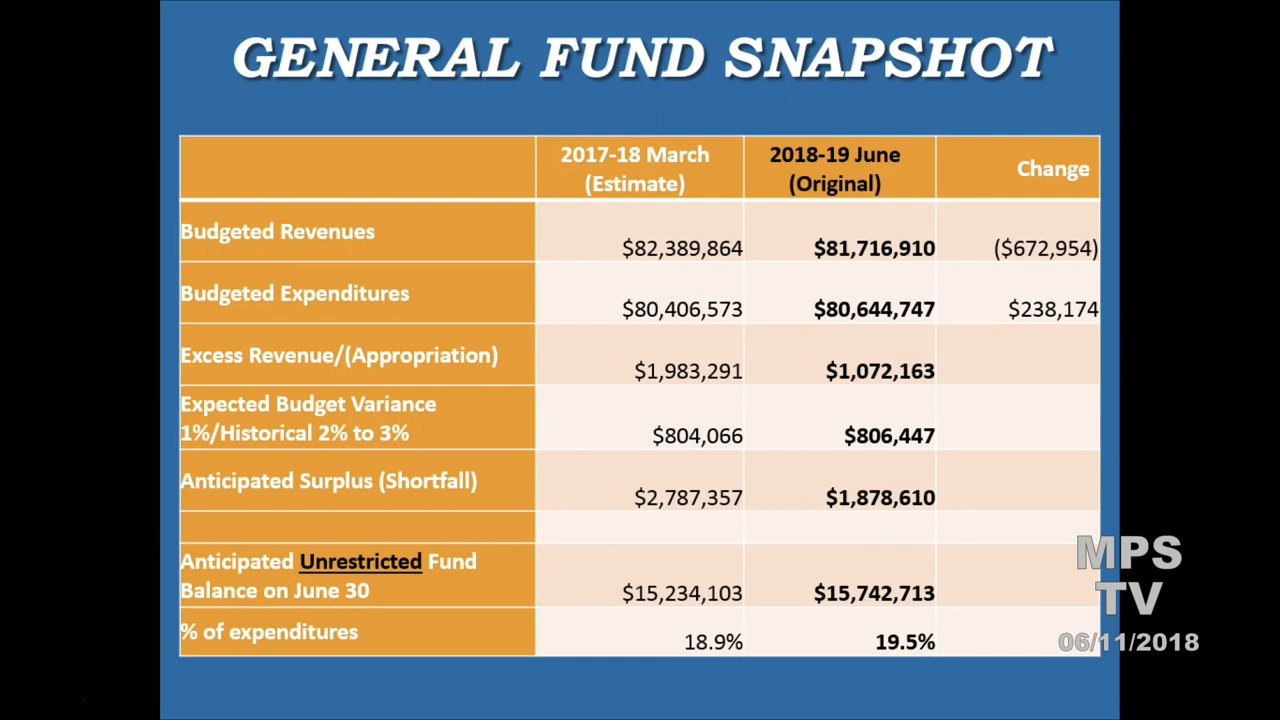 GENERAL FUND SNAPSHOT
2017-18 March
(Estimate)
2018-19 June
(Original)
Change
Budgeted Revenues
$82,389,864
$81,716,910
($672,954)
Budgeted Expenditures
$80,406,573
$80,644,747
$238,174
Excess Revenue/(Appropriation)
$1,983,291
$1,072,163
Expected Budget Variance
1%/Historical 2% to 3%
$804,066
$806,447
Anticipated Surplus (Shortfall)
$2,787,357
$1,878,610
Anticipated Unrestricted Fund
Balance on June 30
$15,234,103
$15,742,713
% of expenditures
18.9%
19.5%
MPS
TV
06/11/2018